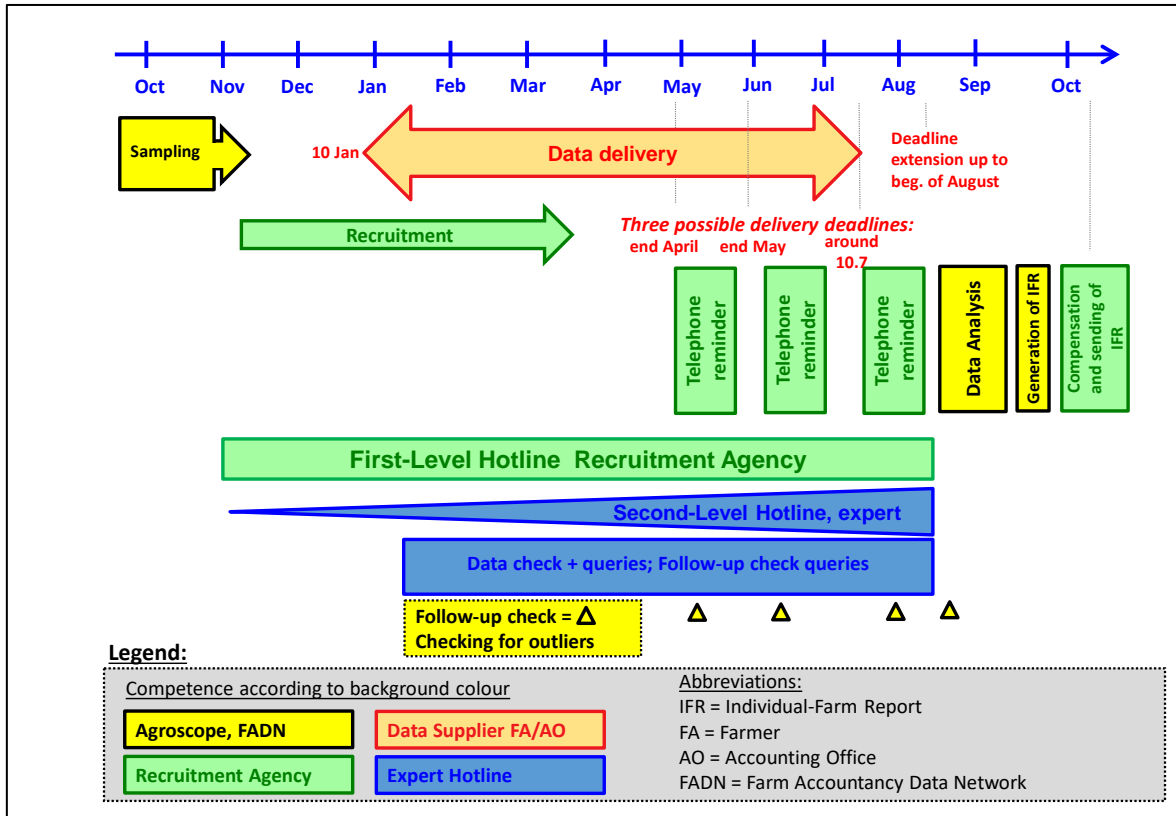 Oct Nov Dec Jan Feb Mar Apr May Jun Jul Aug Sep Oct
Sampling
10 Jan
Data delivery
Deadline
extension up to
beg. of August
Recruitment
Three possible delivery deadlines:
end April
end May
around
10.7
Telephone
reminder
Telephone
reminder
Telephone
reminder
Data Analysis
Generation of IFR
Compensation
and sending of
IFR
First-Level Hotline Recruitment Agency
Second-Level Hotline, expert
Data check + queries; Follow-up check queries
Follow-up check =
Checking for outliers
Legend:
Competence according to background colour
Agroscope, FADN
Data Supplier FA/AO
Recruitment Agency
Expert Hotline
Abbreviations:
IFR = Individual-Farm Report
FA = Farmer
AO = Accounting Office
FADN = Farm Accountancy Data Network